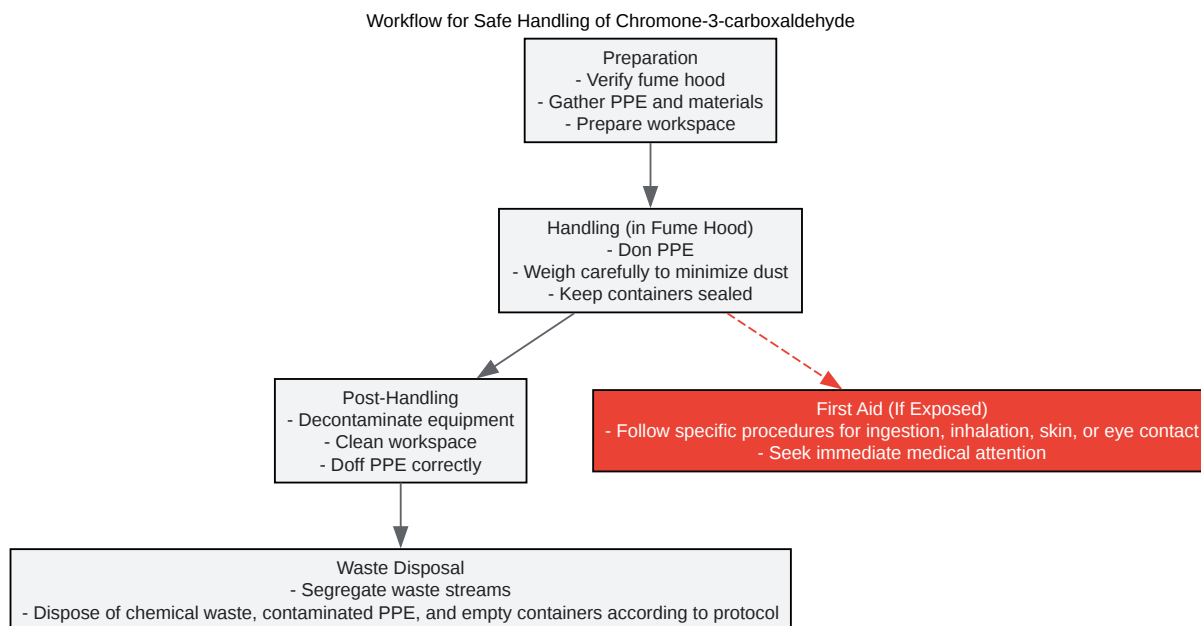 Workflow for Safe Handling of Chromone-3-carboxaldehyde
Preparation
- Verify fume hood
- Gather PPE and materials
- Prepare workspace
Handling (in Fume Hood)
- Don PPE
- Weigh carefully to minimize dust
- Keep containers sealed
Post-Handling
- Decontaminate equipment
- Clean workspace
- Doff PPE correctly
First Aid (If Exposed)
- Follow specific procedures for ingestion, inhalation, skin, or eye contact
- Seek immediate medical attention
Waste Disposal
- Segregate waste streams
- Dispose of chemical waste, contaminated PPE, and empty containers according to protocol